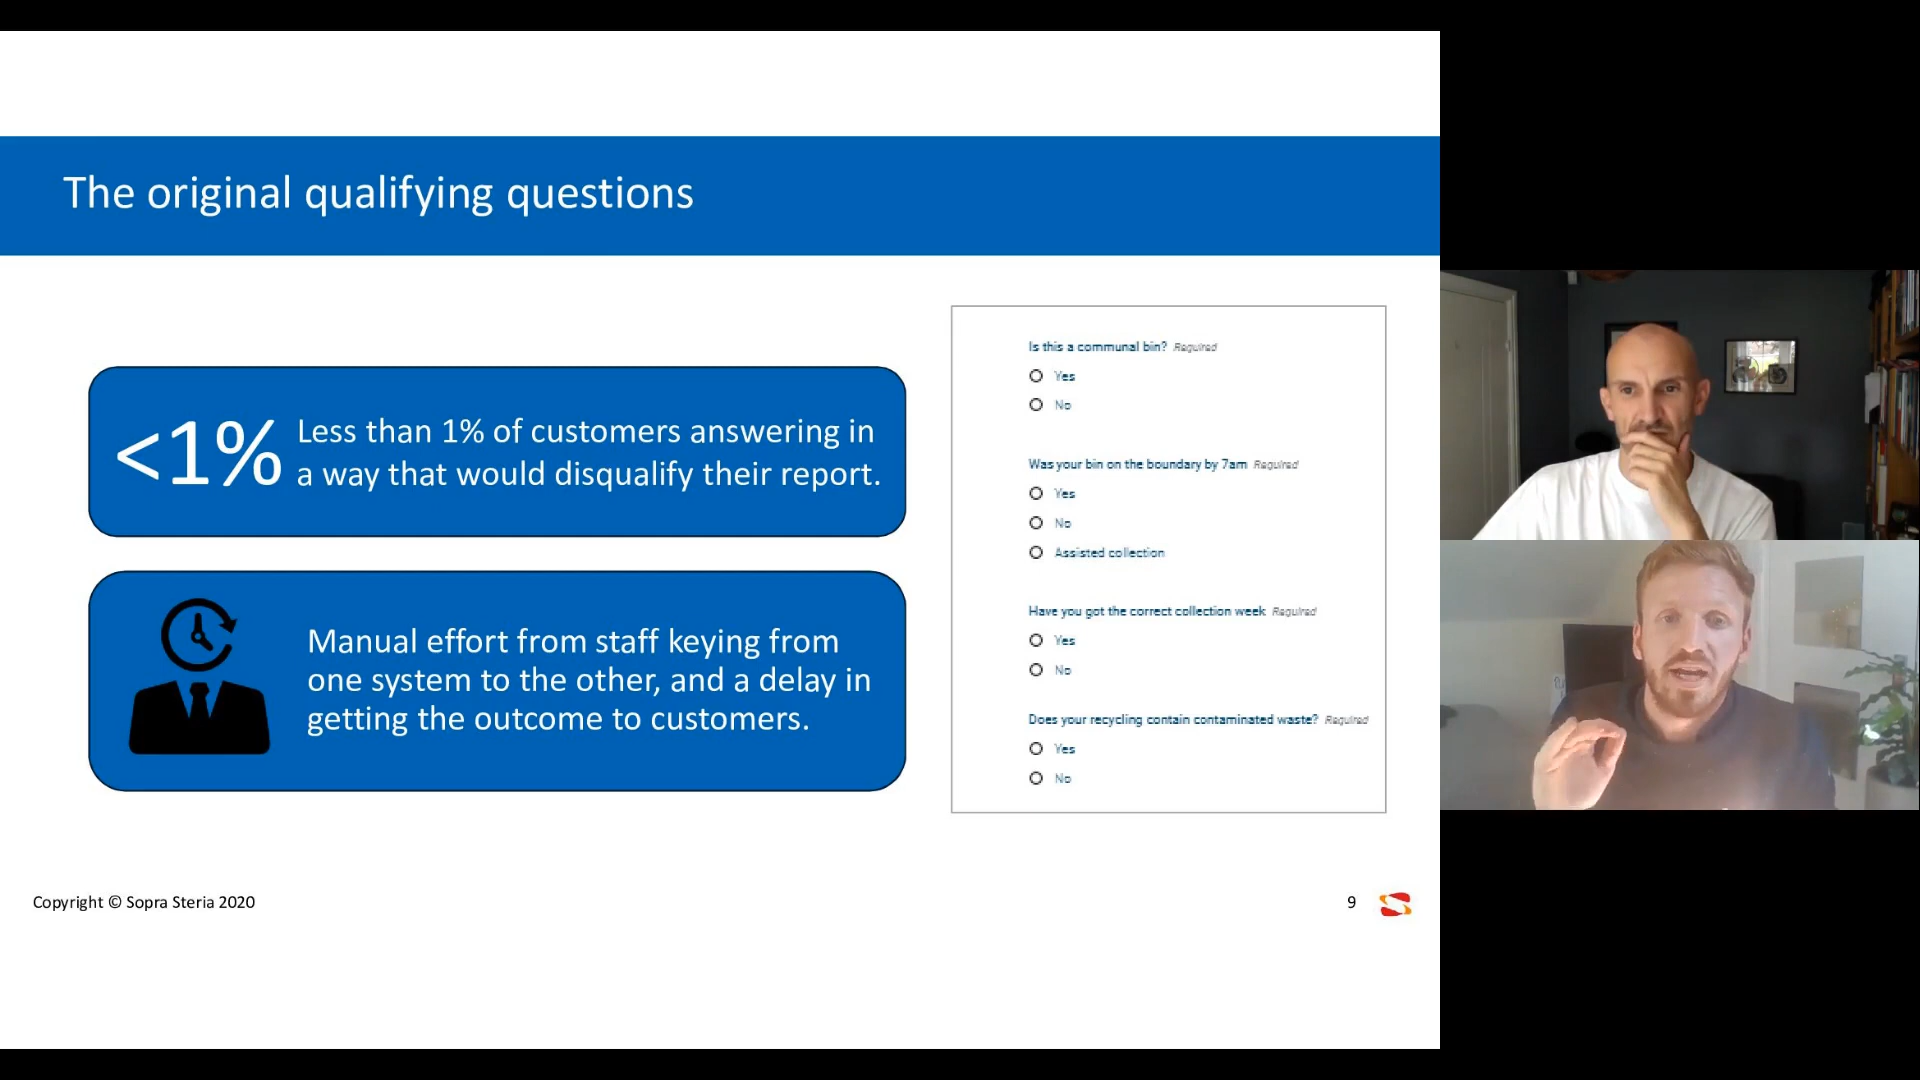 The original qualifying questions
<1%
Less than 1% of customers answering in
a way that would disqualify their report.
Manual effort from staff keying from
one system to the other, and a delay in
getting the outcome to customers.
Is this a communal bin? Required
Yes
No
Was your bin on the boundary by 7am Required
Yes
No
Assisted collection
Have you got the correct collection week Required
Yes
No
Does your recycling contain contaminated waste? Required
Yes
No
Copyright © Sopra Steria 2020
9